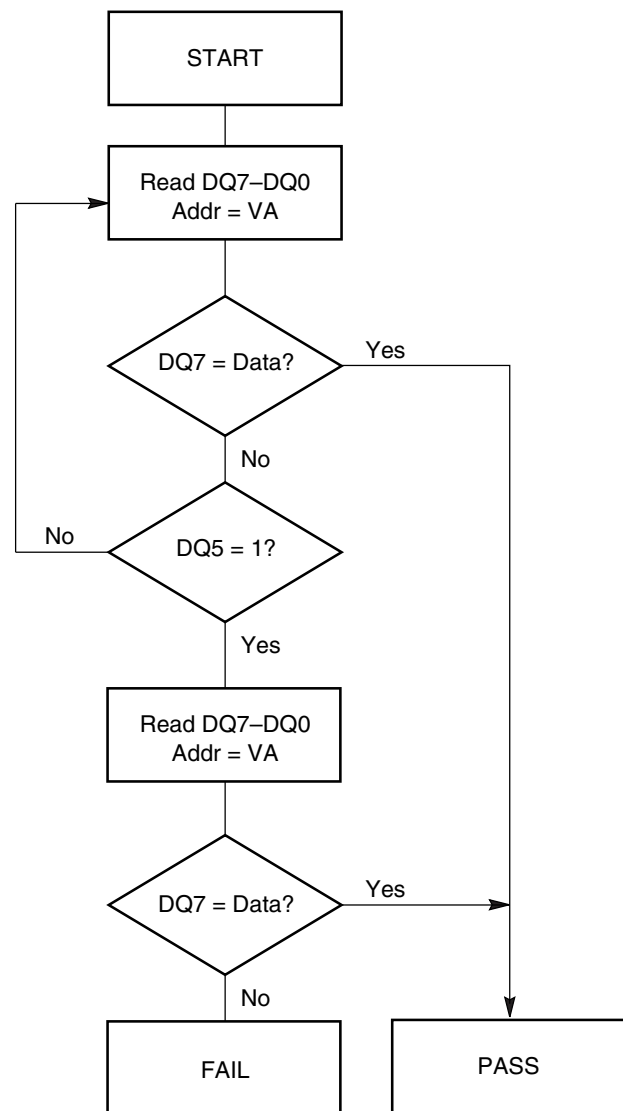 START
Read DQ7–DQ0
Addr = VA
DQ7 = Data?
Yes
No
No
DQ5 = 1?
Yes
Read DQ7–DQ0
Addr = VA
DQ7 = Data?
Yes
No
FAIL
PASS